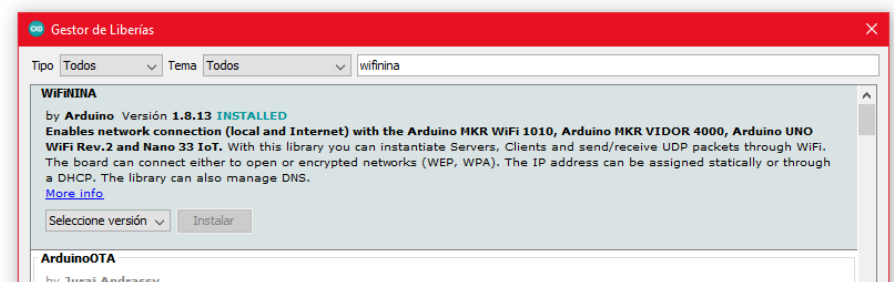 Gestor de Liberías
Tipo Todos Tema Todos wifinina
WiFiNINA
by Arduino Versión 1.8.13 INSTALLED
Enables network connection (local and Internet) with the Arduino MKR WiFi 1010, Arduino MKR VIDOR 4000, Arduino UNO
WiFi Rev.2 and Nano 33 IoT. With this library you can instantiate Servers, Clients and send/receive UDP packets through WiFi.
The board can connect either to open or encrypted networks (WEP, WPA). The IP address can be assigned statically or through
a DHCP. The library can also manage DNS.
More info
Seleccione versión Instalar
ArduinoOTA
by Juraj Andrassy